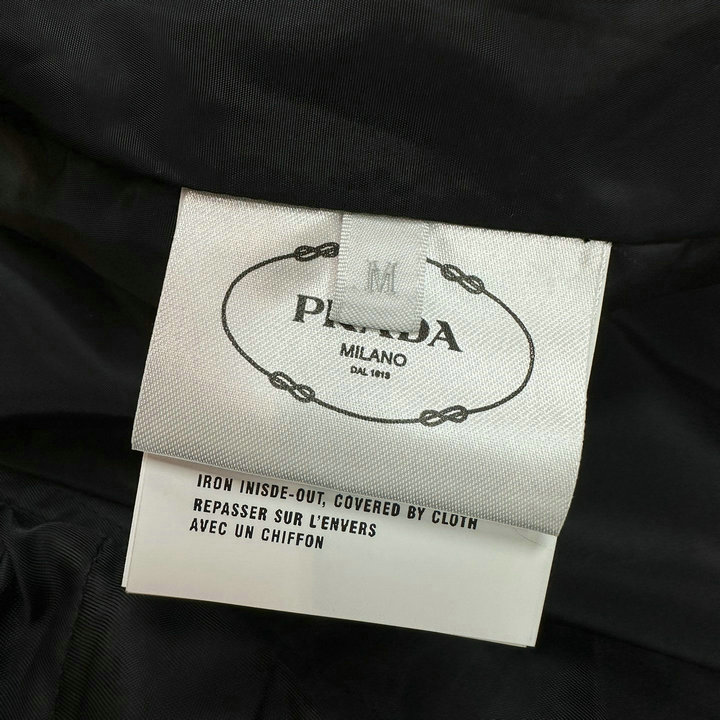 M
PRADA
MILANO
DAL 1913
IRON INISDE-OUT, COVERED BY CLOTH
REPASSER SUR L'ENVERS
AVEC UN CHIFFON